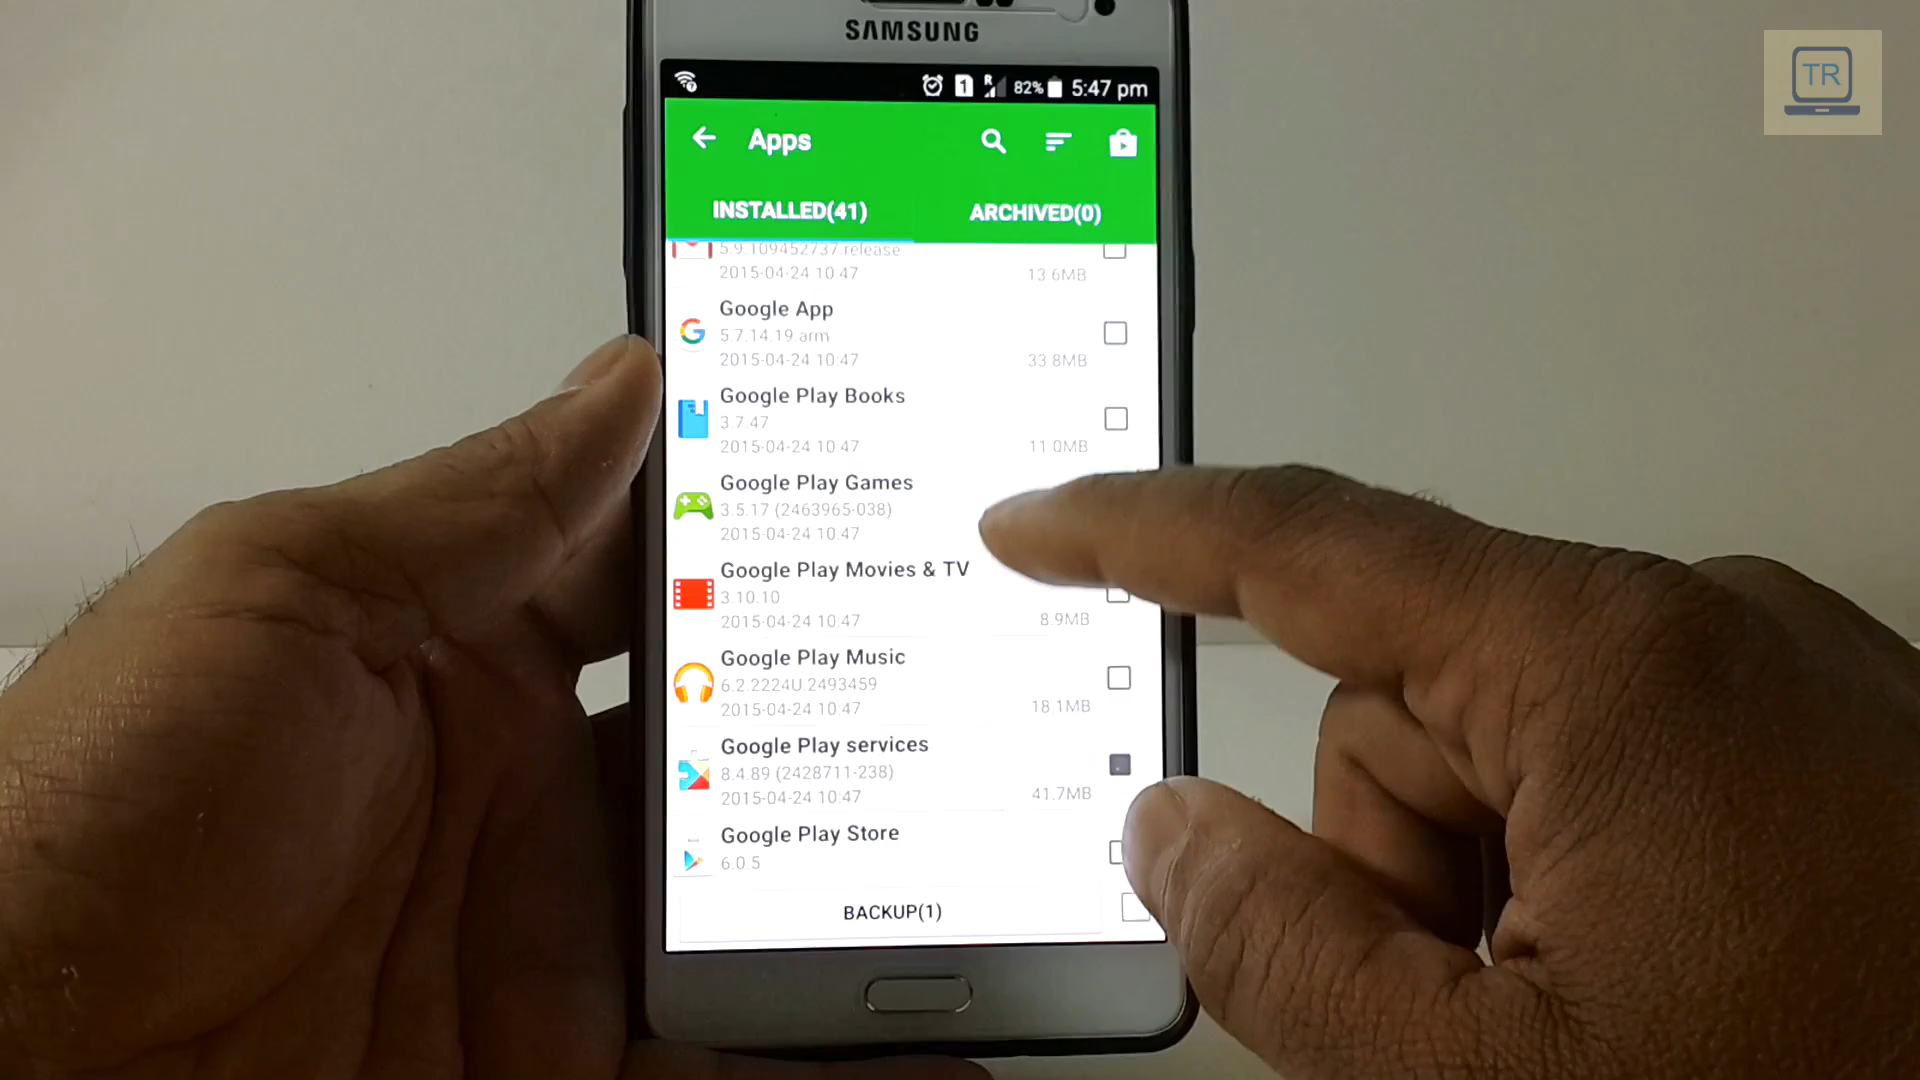 SAMSUNG
TR
1 R 82% 5:47 pm
Apps
INSTALLED(41) ARCHIVED(0)
5.9.109452737.release
2015-04-24 10:47 13.6MB
Google App
5.7.14.19.arm
2015-04-24 10:47 33.8MB
Google Play Books
3.7.47
2015-04-24 10:47 11.0MB
Google Play Games
3.5.17 (2463965-038)
2015-04-24 10:47
Google Play Movies & TV
3.10.10
2015-04-24 10:47 8.9MB
Google Play Music
6.2.2224U.2493459
2015-04-24 10:47 18.1MB
Google Play services
8.4.89 (2428711-238)
2015-04-24 10:47 41.7MB
Google Play Store
6.0.5
BACKUP(1)